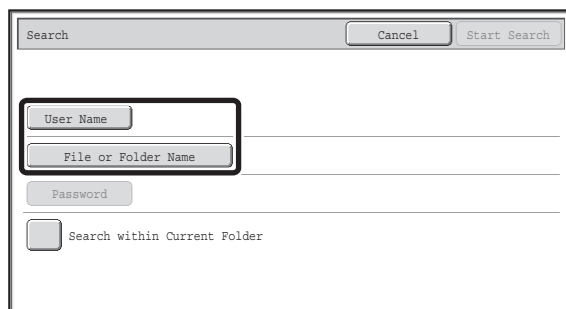 Search Cancel Start Search
User Name
File or Folder Name
Password
Search within Current Folder